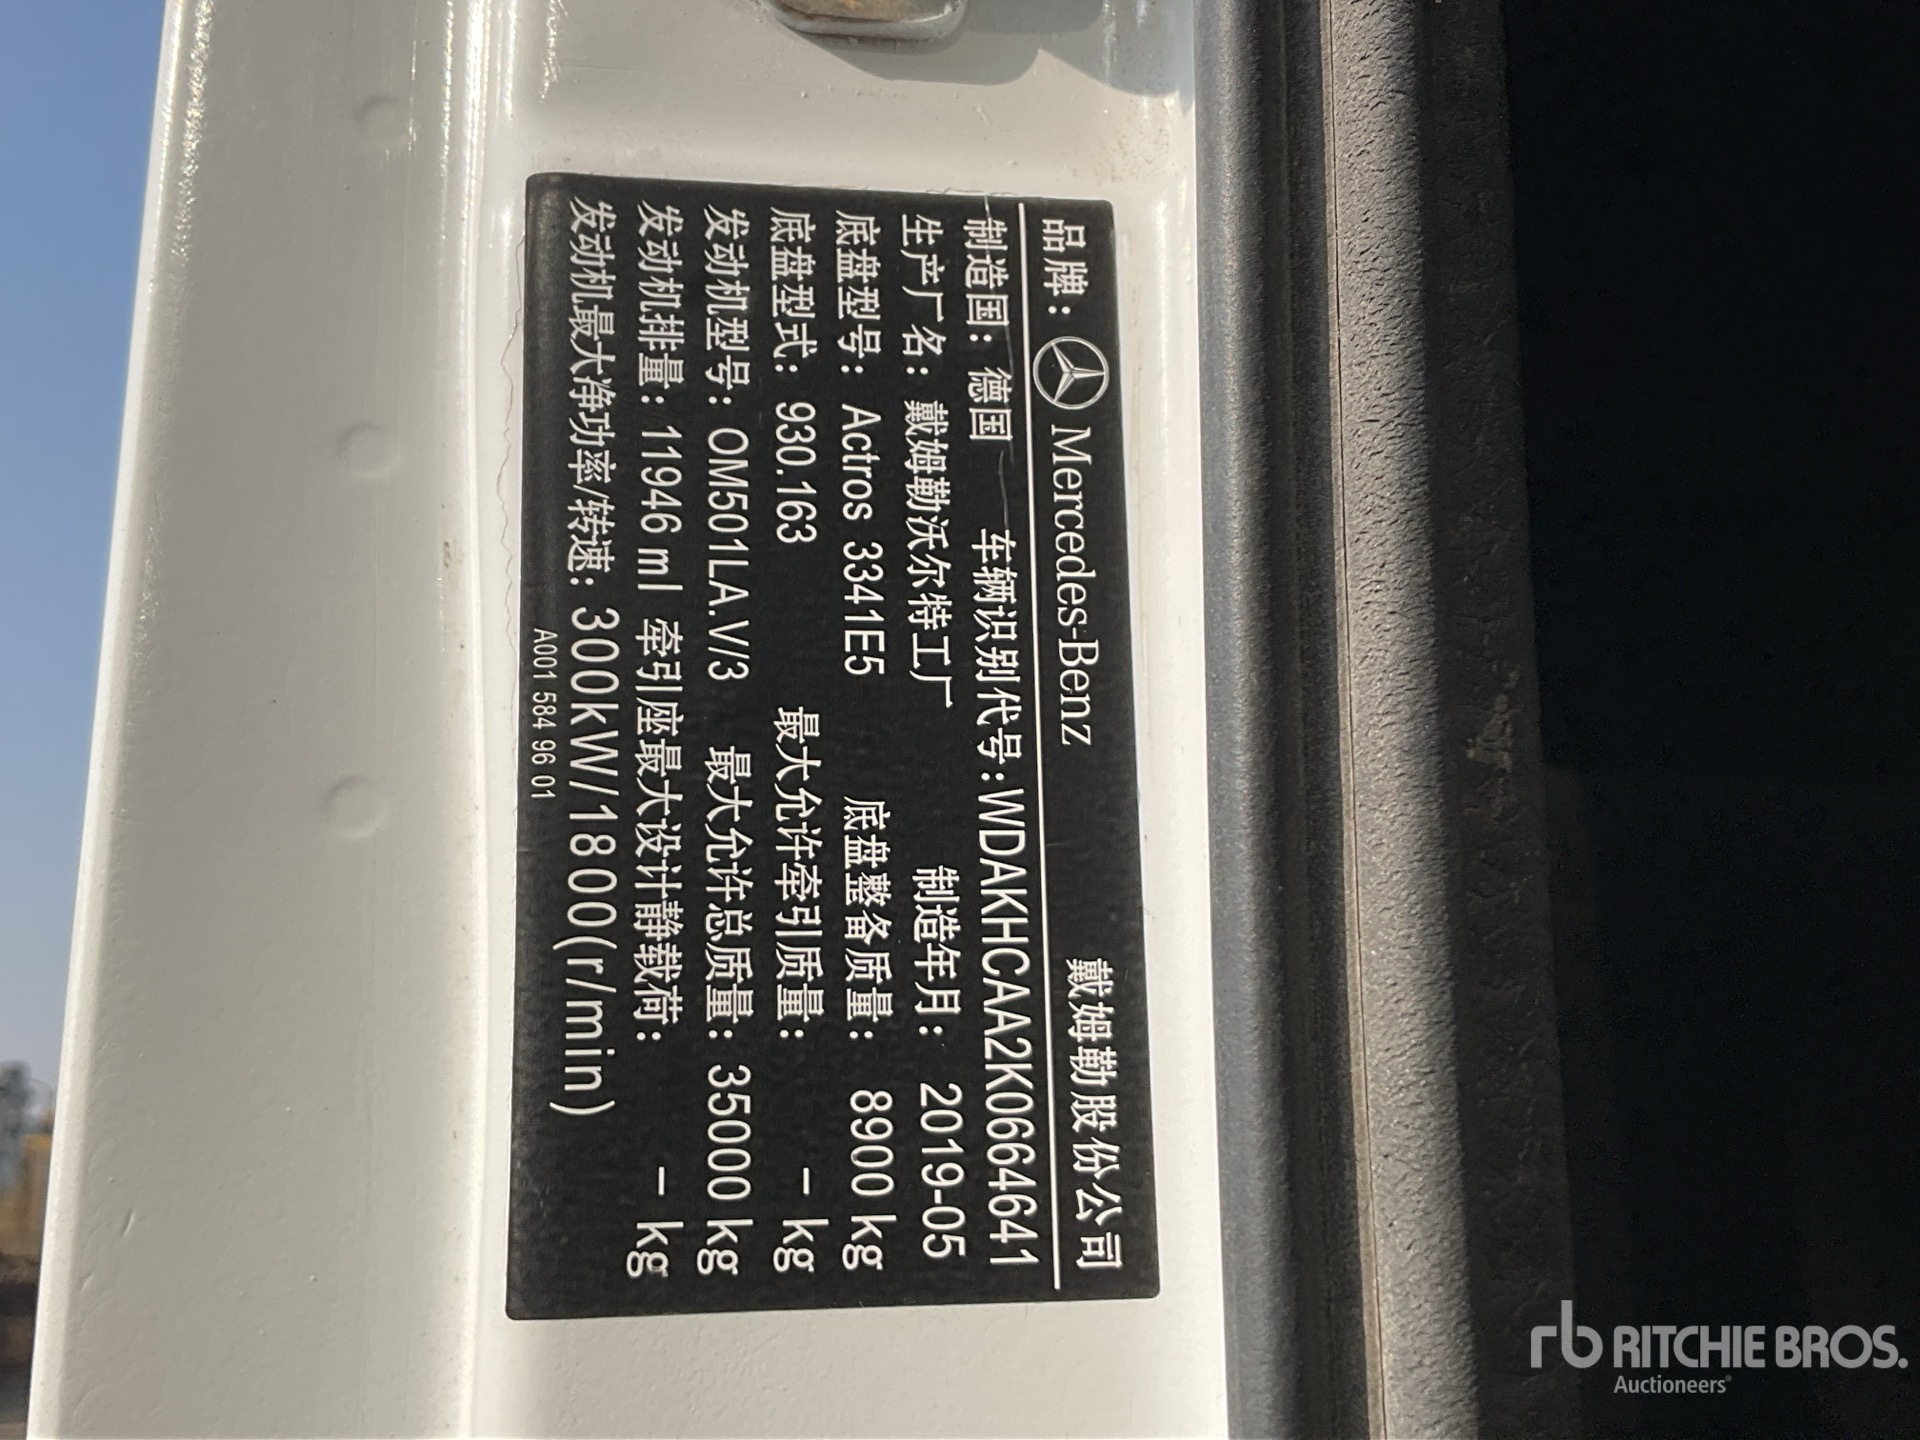 品牌: Mercedes-Benz 戴姆勒股份公司
制造国: 德国 车辆识别代号:WDAKHCAA2K0664641
生产厂名: 戴姆勒沃尔特工厂 制造年月: 2019-05
底盘型号: Actros 3341E5 底盘整备质量: 8900 kg
底盘型式: 930.163 最大允许牵引质量: – kg
发动机型号: OM501LA.V/3 最大允许总质量: 35000 kg
发动机排量: 11946 ml 牵引座最大设计静载荷: – kg
发动机最大净功率/转速: 300kW/1800(r/min)
A001 584 96 01
rb RITCHIE BROS.
Auctioneers